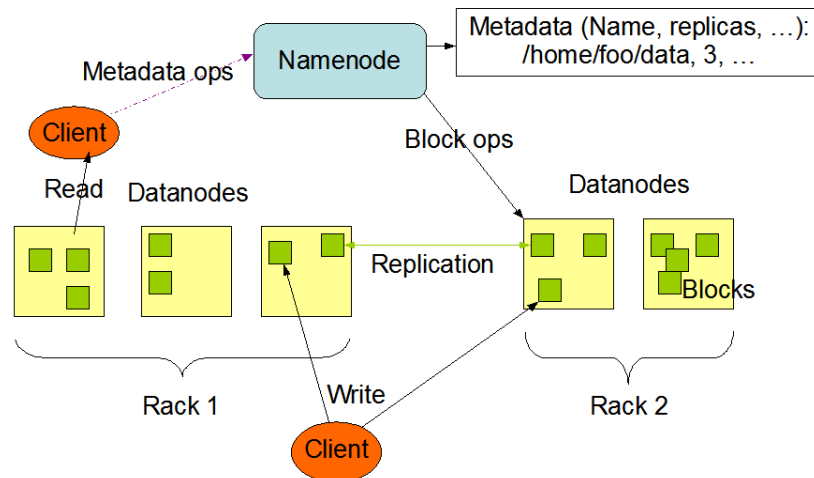 Metadata (Name, replicas, …):
/home/foo/data, 3, …
Namenode
Metadata ops
Client
Block ops
Read
Datanodes
Datanodes
Replication
Blocks
Write
Rack 1
Rack 2
Client